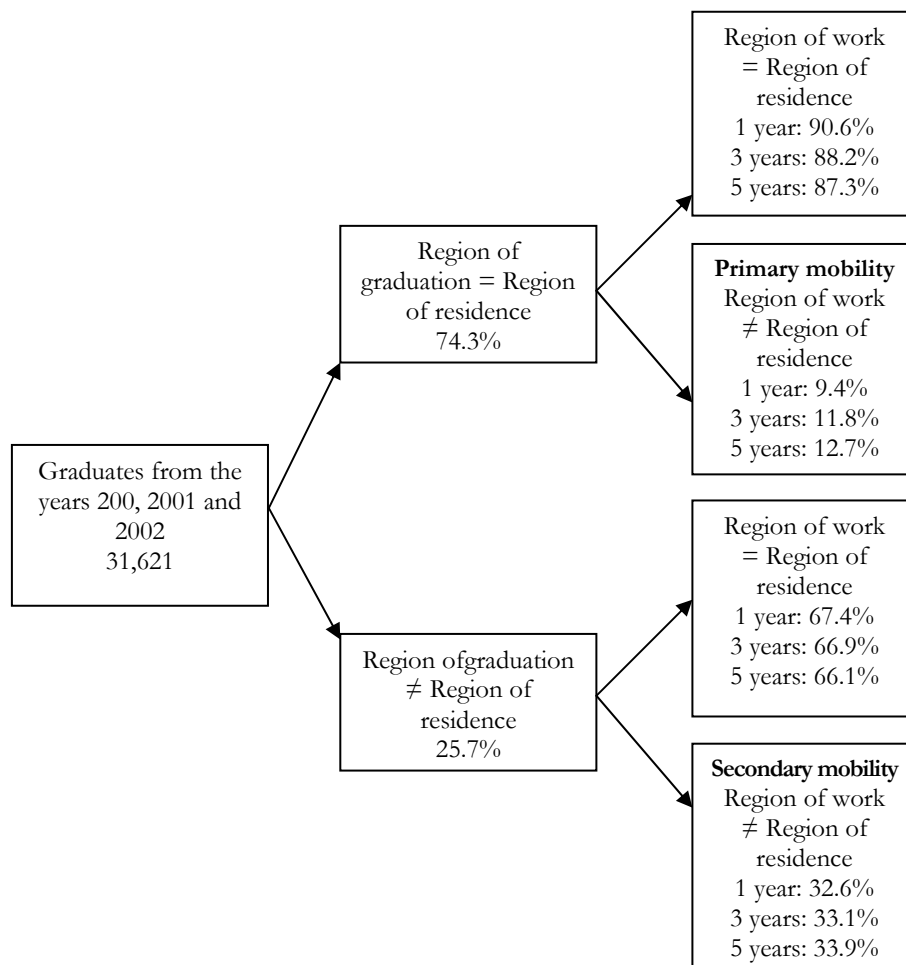 Region of work
= Region of
residence
1 year: 90.6%
3 years: 88.2%
5 years: 87.3%
Region of
graduation = Region
of residence
74.3%
Primary mobility
Region of work
≠ Region of
residence
1 year: 9.4%
3 years: 11.8%
5 years: 12.7%
Graduates from the
years 200, 2001 and
2002
31,621
Region of work
= Region of
residence
1 year: 67.4%
3 years: 66.9%
5 years: 66.1%
Region ofgraduation
≠ Region of
residence
25.7%
Secondary mobility
Region of work
≠ Region of
residence
1 year: 32.6%
3 years: 33.1%
5 years: 33.9%